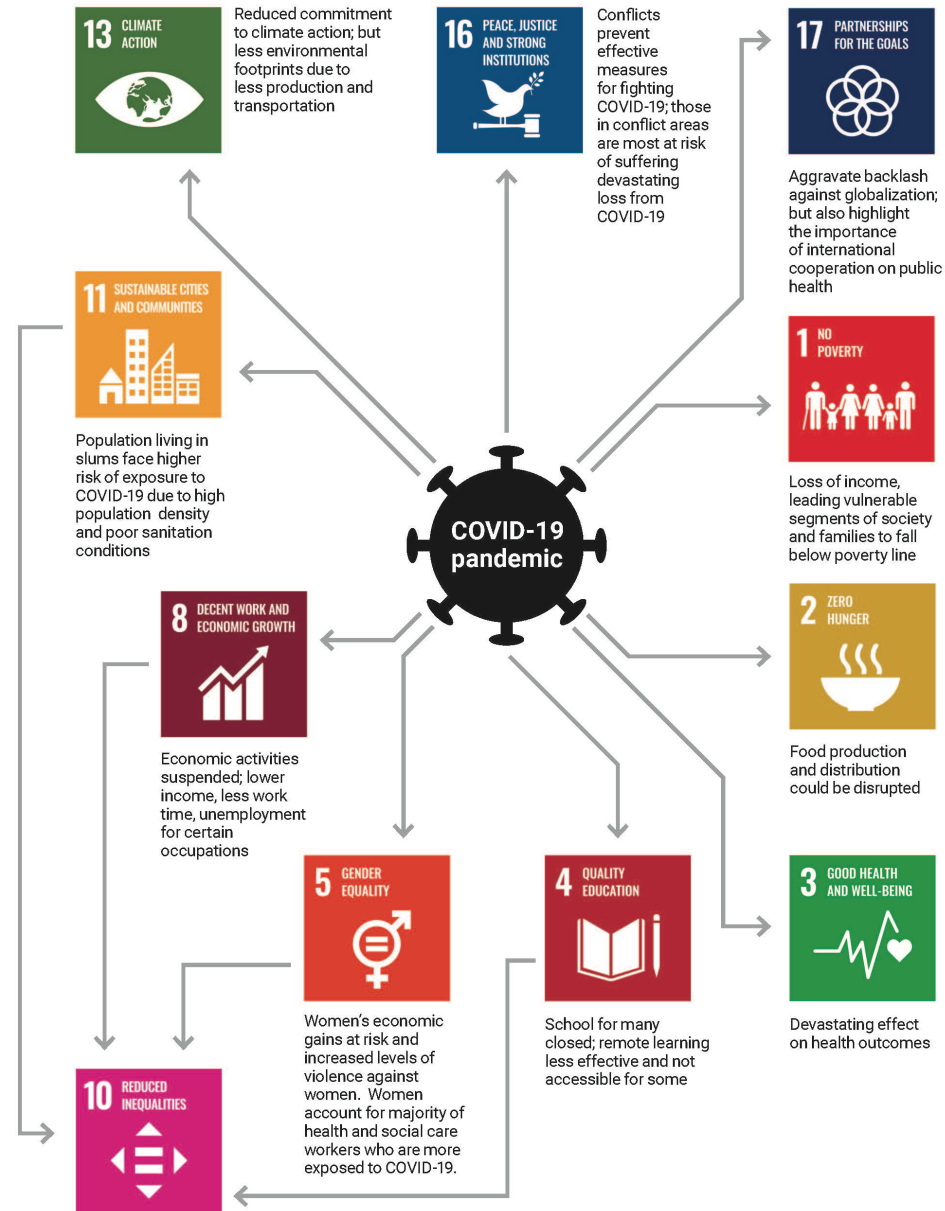 13 CLIMATE
ACTION
Reduced commitment
to climate action; but
less environmental
footprints due to
less production and
transportation
16 PEACE, JUSTICE
AND STRONG
INSTITUTIONS
Conflicts
prevent
effective
measures
for fighting
COVID-19; those
in conflict areas
are most at risk
of suffering
devastating
loss from
COVID-19
17 PARTNERSHIPS
FOR THE GOALS
Aggravate backlash
against globalization;
but also highlight
the importance
of international
cooperation on public
health
11 SUSTAINABLE CITIES
AND COMMUNITIES
Population living in
slums face higher
risk of exposure to
COVID-19 due to high
population density
and poor sanitation
conditions
1 NO
POVERTY
Loss of income,
leading vulnerable
segments of society
and families to fall
below poverty line
COVID-19
pandemic
8 DECENT WORK AND
ECONOMIC GROWTH
Economic activities
suspended; lower
income, less work
time, unemployment
for certain
occupations
2 ZERO
HUNGER
Food production
and distribution
could be disrupted
5 GENDER
EQUALITY
Women's economic
gains at risk and
increased levels of
violence against
women. Women
account for majority of
health and social care
workers who are more
exposed to COVID-19.
4 QUALITY
EDUCATION
School for many
closed; remote learning
less effective and not
accessible for some
3 GOOD HEALTH
AND WELL-BEING
Devastating effect
on health outcomes
10 REDUCED
INEQUALITIES